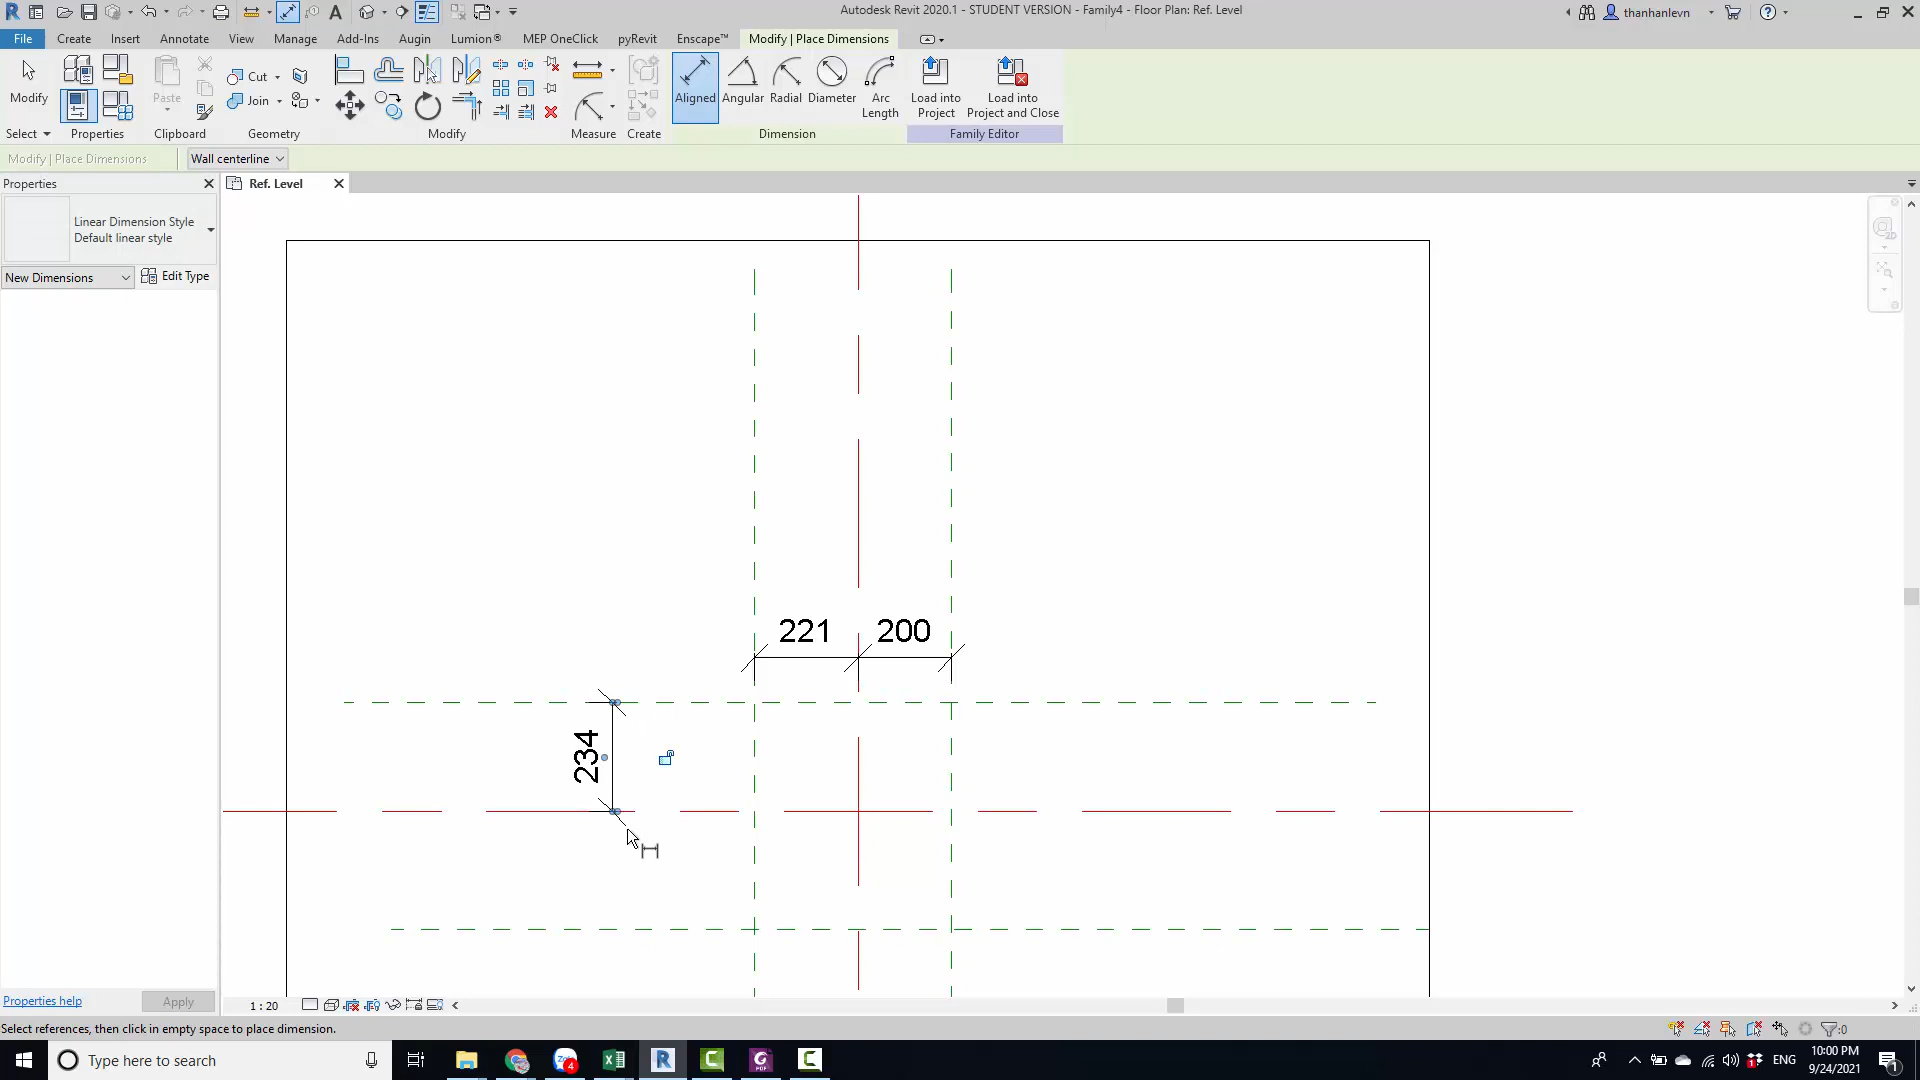 Autodesk Revit 2020.1 - STUDENT VERSION - Family4 - Floor Plan: Ref. Level
thanhanlevn
File
Create
Insert
Annotate
View
Manage
Add-Ins
Augin
Lumion®
MEP OneClick
pyRevit
Enscape™
Modify | Place Dimensions
Modify
Select
Properties
Paste
Clipboard
Cut
Join
Geometry
Modify
Measure
Create
Aligned
Angular
Radial
Diameter
Arc
Length
Dimension
Load into
Project
Load into
Project and Close
Family Editor
Modify | Place Dimensions
Wall centerline
Properties
Ref. Level
Linear Dimension Style
Default linear style
New Dimensions
Edit Type
221
200
234
Properties help
Apply
1 : 20
Select references, then click in empty space to place dimension.
:0
Type here to search
4
ENG
10:00 PM
9/24/2021
1